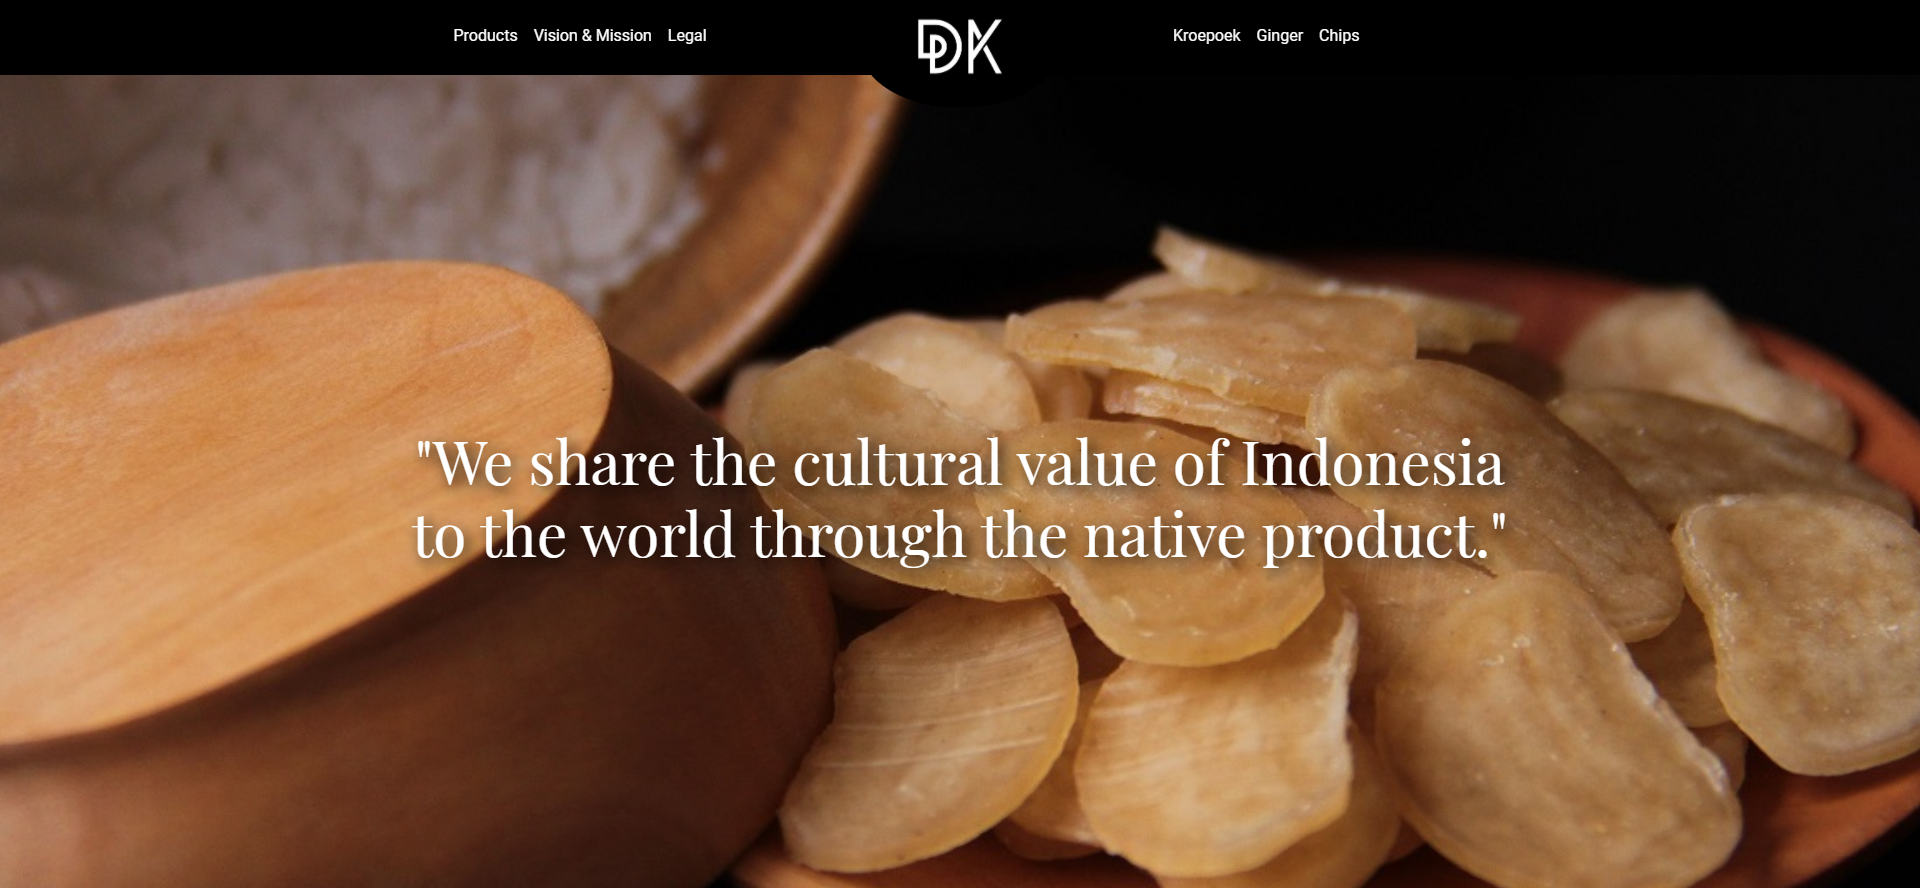 Products Vision & Mission Legal
DK
Kroepoek Ginger Chips
"We share the cultural value of Indonesia
to the world through the native product."